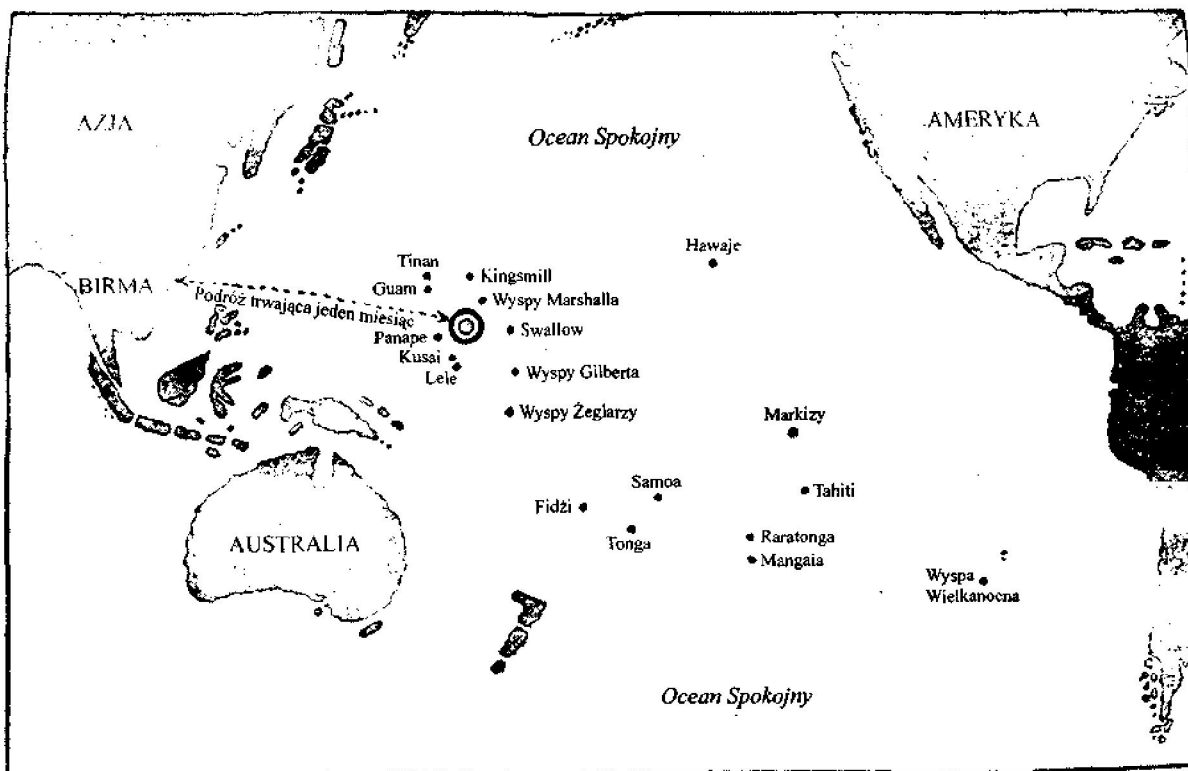 AZJA
AMERYKA
Ocean Spokojny
Hawaje
Tinan
Kingsmill
BIRMA
Guam
Wyspy Marshalla
Podróż trwająca jeden miesiąc
Swallow
Panape
Kusai
Lele
Wyspy Gilberta
Wyspy Żeglarzy
Markizy
Samoa
Tahiti
Fidżi
AUSTRALIA
Tonga
Raratonga
Mangaia
Wyspa
Wielkanocna
Ocean Spokojny